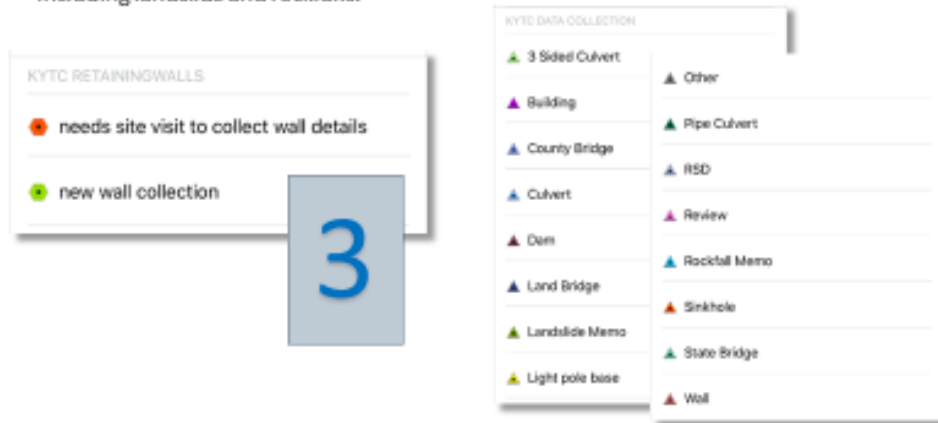 KYTC RETAININGWALLS
needs site visit to collect wall details
new wall collection
3
KYTC DATA COLLECTION
3 Sided Culvert
Building
County Bridge
Culvert
Dam
Land Bridge
Landslide Memo
Light pole base
Other
Pipe Culvert
RSD
Review
Rockfall Memo
Sinkhole
State Bridge
Wall